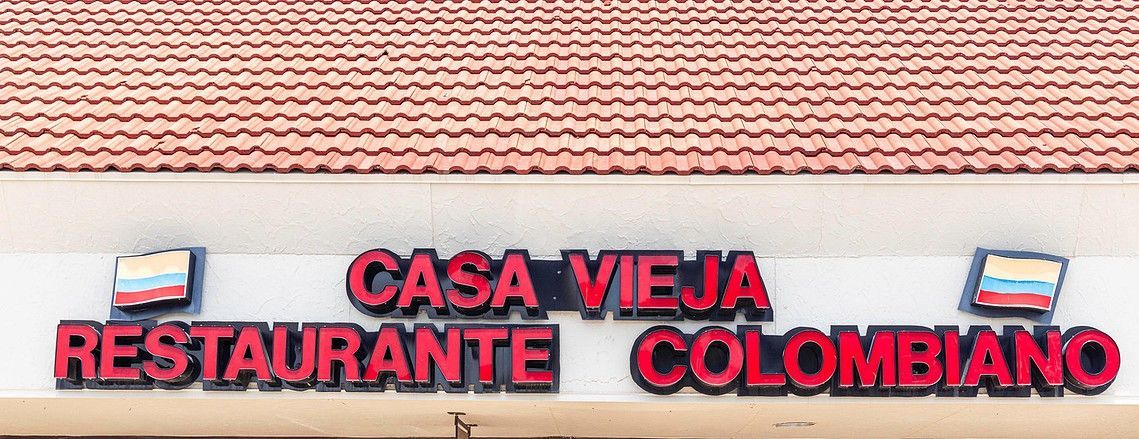 CASA VIEJA
RESTAURANTE COLOMBIANO